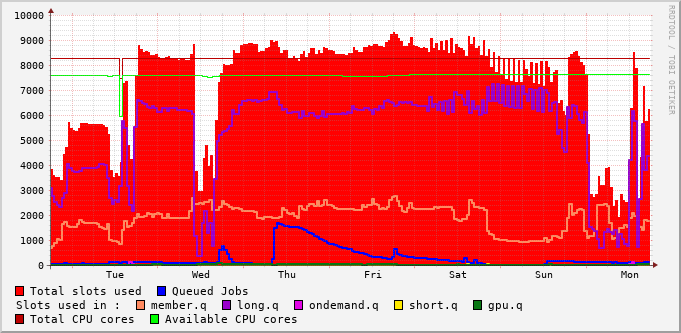 10000
9000
8000
7000
6000
5000
4000
3000
2000
1000
0
Tue Wed Thu Fri Sat Sun Mon
RRDTOOL / TOBI OETIKER
Total slots used Queued Jobs
Slots used in : member.q long.q ondemand.q short.q gpu.q
Total CPU cores Available CPU cores